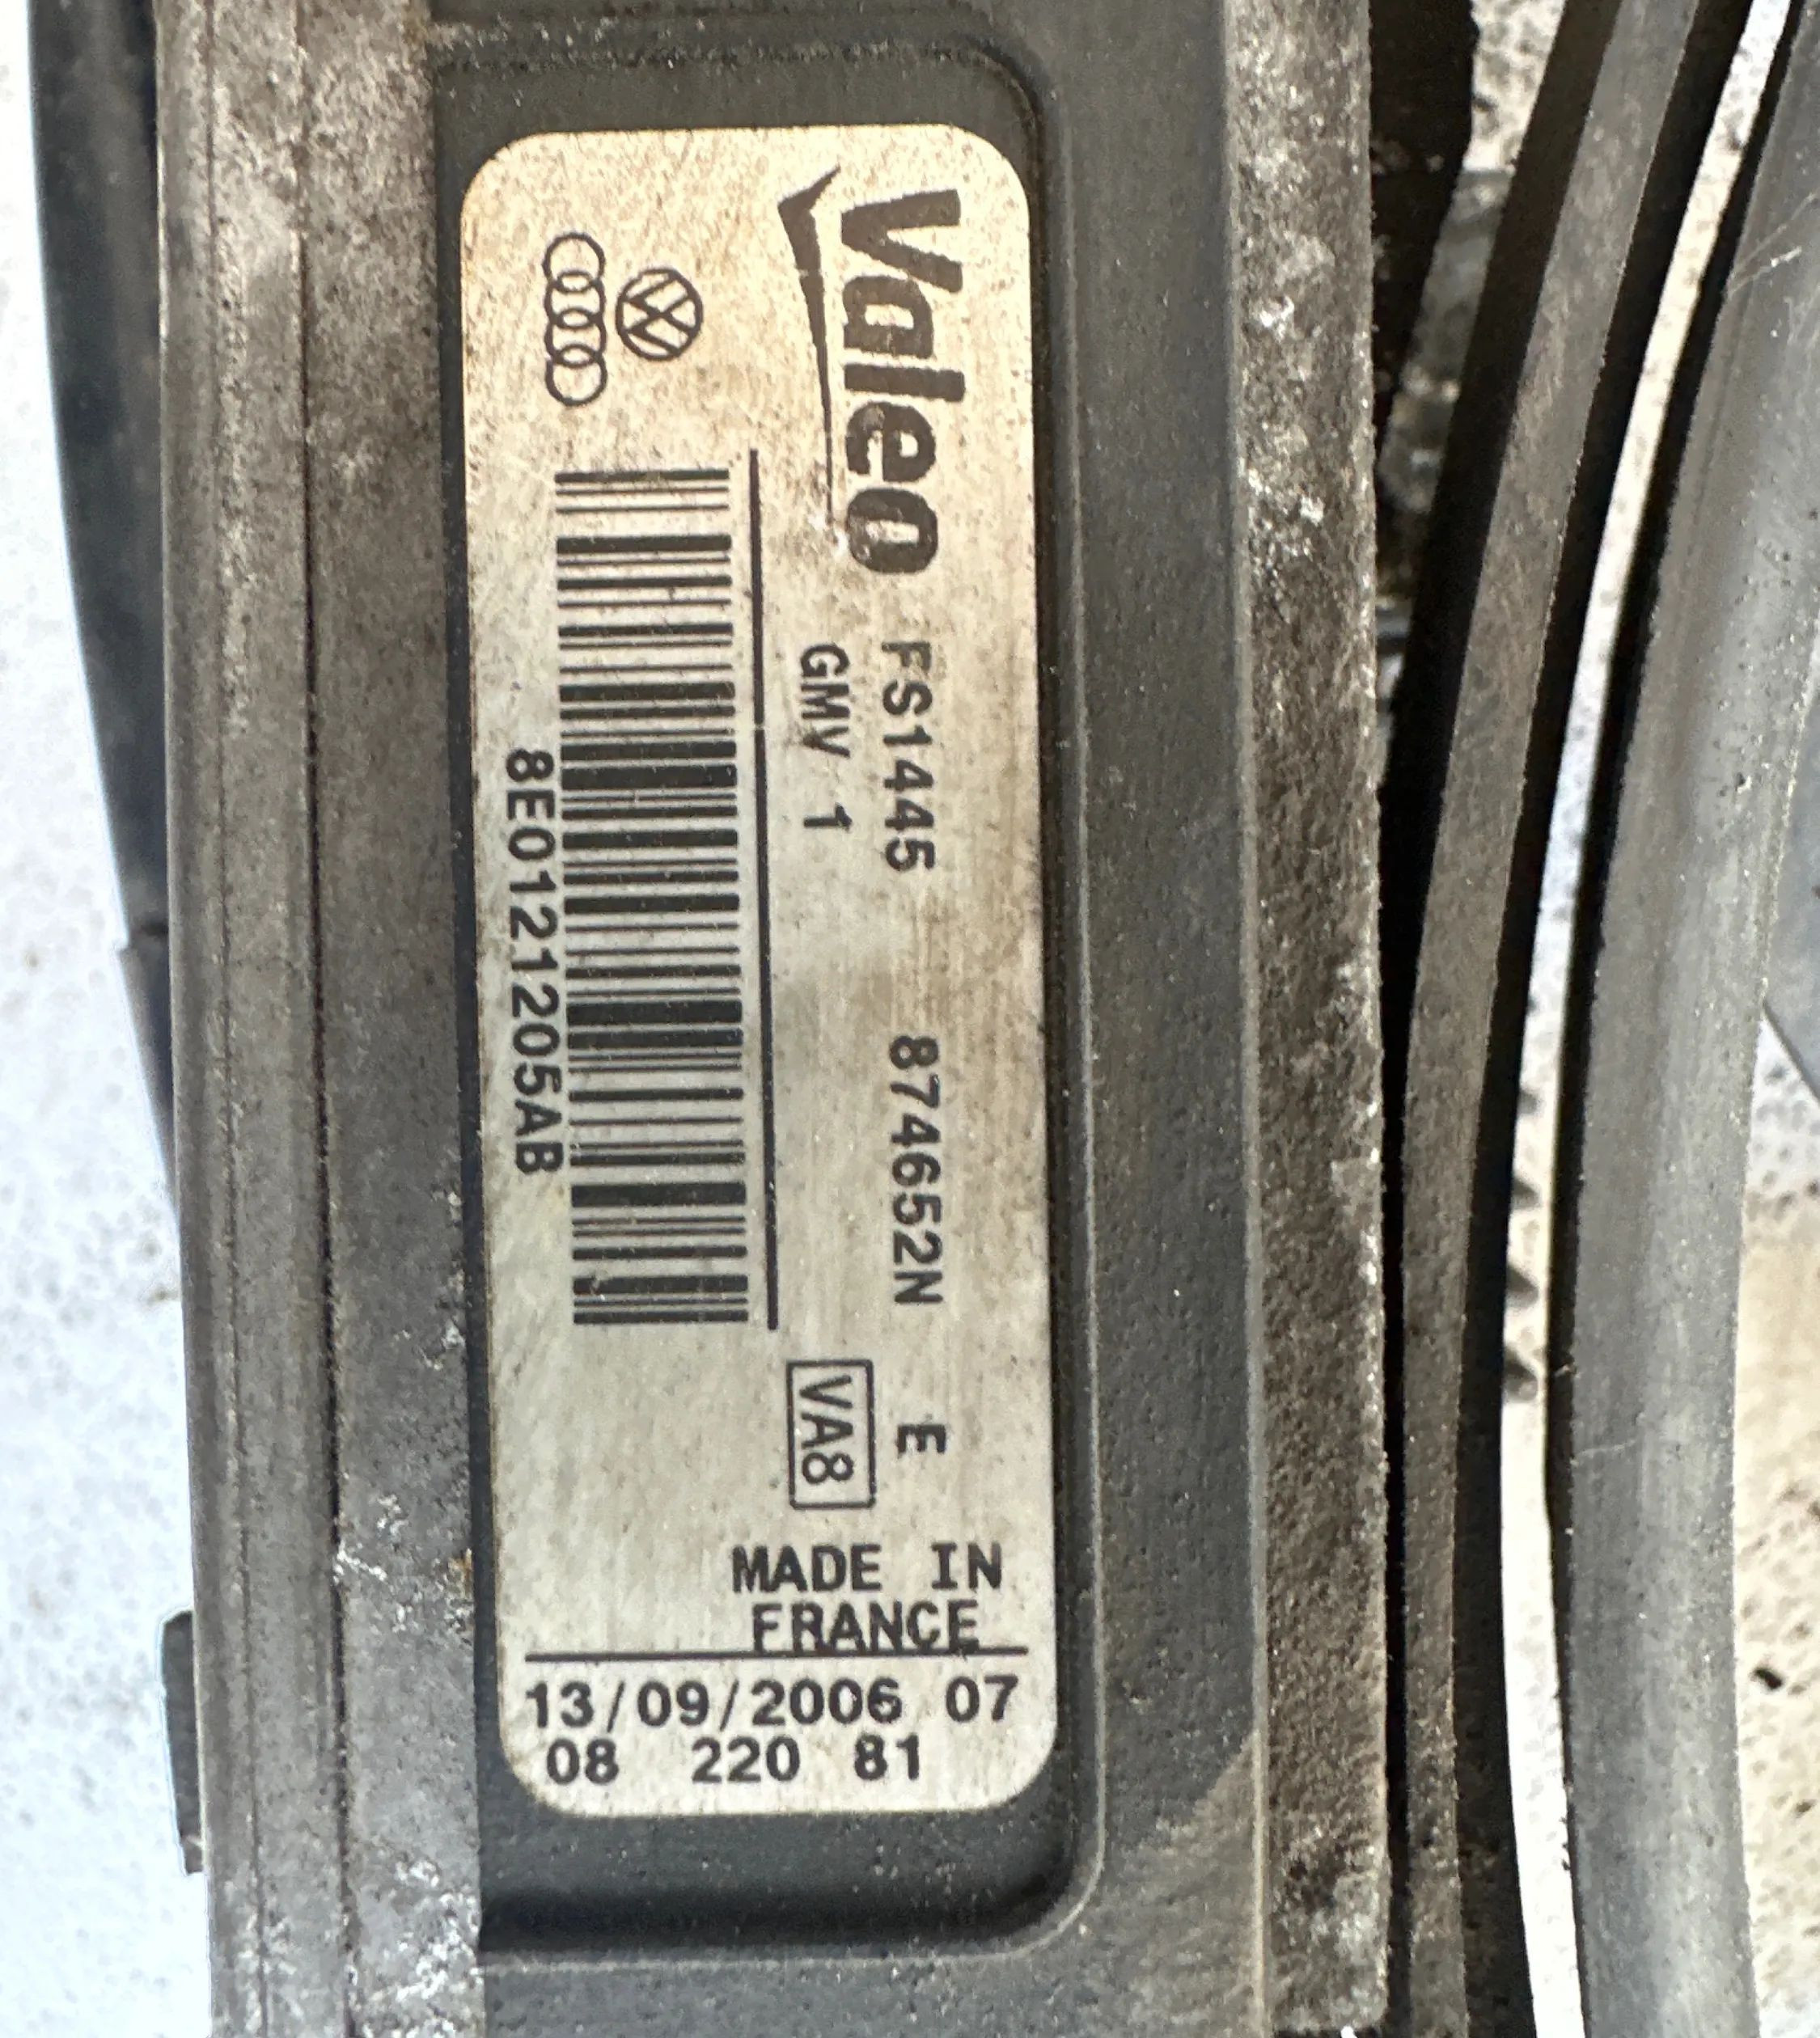 Valeo FS1445 874652N E
GMV 1 VA8
MADE IN
FRANCE
8E0121205AB
13/09/2006 07
08 220 81